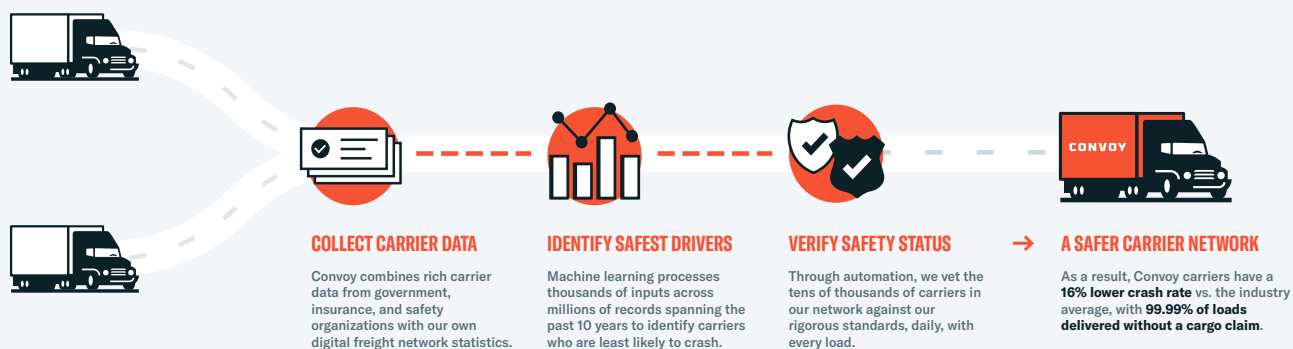 CONVOY
COLLECT CARRIER DATA
Convoy combines rich carrier
data from government,
insurance, and safety
organizations with our own
digital freight network statistics.
IDENTIFY SAFEST DRIVERS
Machine learning processes
thousands of inputs across
millions of records spanning the
past 10 years to identify carriers
who are least likely to crash.
VERIFY SAFETY STATUS
Through automation, we vet the
tens of thousands of carriers in
our network against our
rigorous standards, daily, with
every load.
→ A SAFER CARRIER NETWORK
As a result, Convoy carriers have a
16% lower crash rate vs. the industry
average, with 99.99% of loads
delivered without a cargo claim.